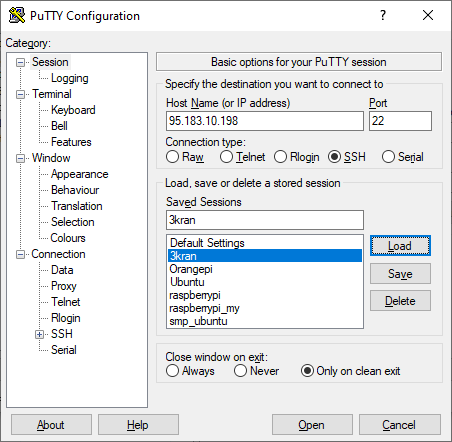 PuTTY Configuration
?
Category:
Session
Logging
Terminal
Keyboard
Bell
Features
Window
Appearance
Behaviour
Translation
Selection
Colours
Connection
Data
Proxy
Telnet
Rlogin
SSH
Serial
Basic options for your PuTTY session
Specify the destination you want to connect to
Host Name (or IP address) Port
95.183.10.198 22
Connection type:
Raw Telnet Rlogin SSH Serial
Load, save or delete a stored session
Saved Sessions
3kran
Default Settings
3kran
Orangepi
Ubuntu
raspberrypi
raspberrypi_my
smp_ubuntu
Load
Save
Delete
Close window on exit:
Always Never Only on clean exit
About Help Open Cancel